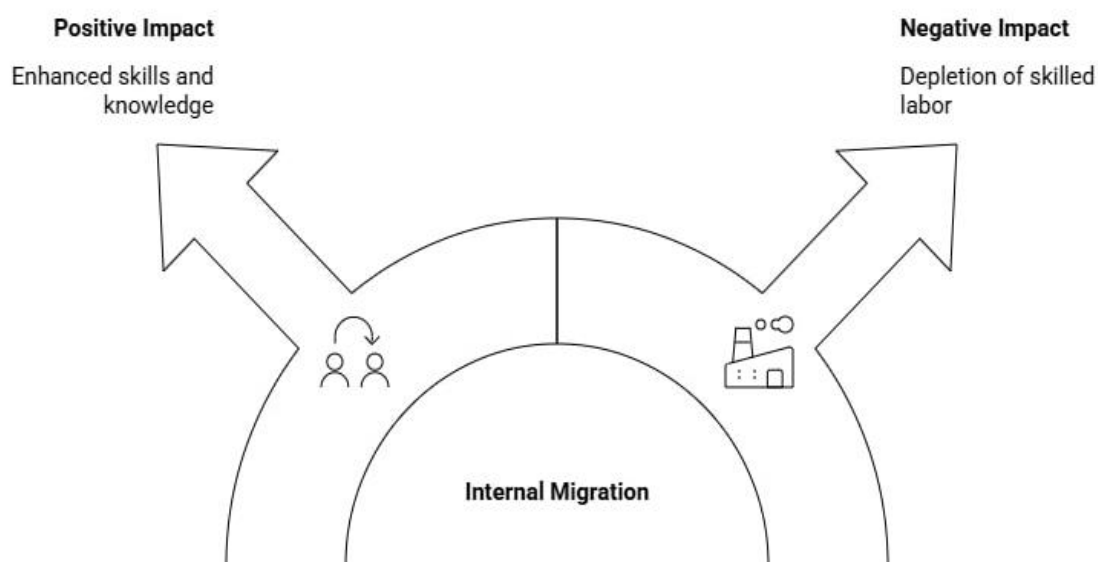 Positive Impact
Enhanced skills and
knowledge
Negative Impact
Depletion of skilled
labor
Internal Migration